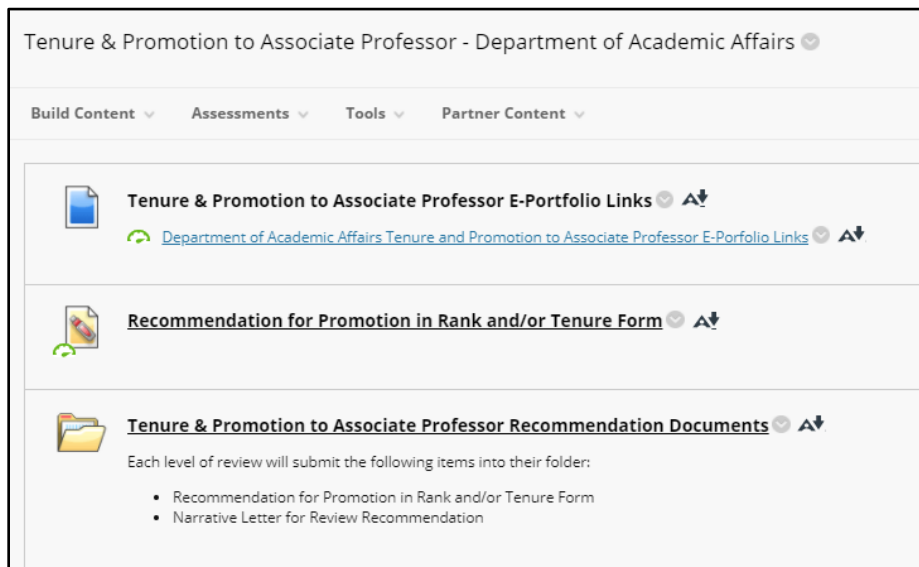 Tenure & Promotion to Associate Professor - Department of Academic Affairs
Build Content Assessments Tools Partner Content
Tenure & Promotion to Associate Professor E-Portfolio Links
Department of Academic Affairs Tenure and Promotion to Associate Professor E-Porfolio Links
Recommendation for Promotion in Rank and/or Tenure Form
Tenure & Promotion to Associate Professor Recommendation Documents
Each level of review will submit the following items into their folder:
• Recommendation for Promotion in Rank and/or Tenure Form
• Narrative Letter for Review Recommendation